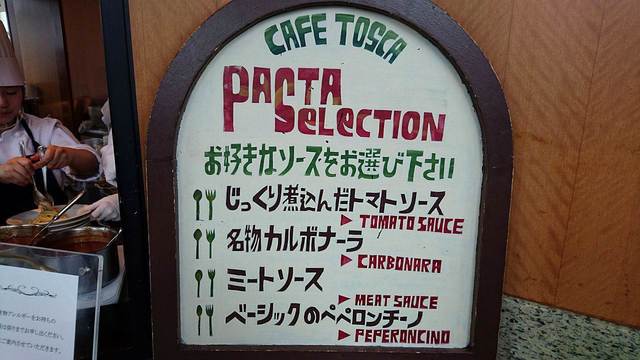 CAFE TOSCA
PASTA
SELECTION
お好きなソースをお選び下さい
じっくり煮込んだトマトソース
▶ TOMATO SAUCE
名物カルボナーラ
▶ CARBONARA
ミートソース
▶ MEAT SAUCE
ベーシックのペペロンチーノ
▶ PEPERONCINO